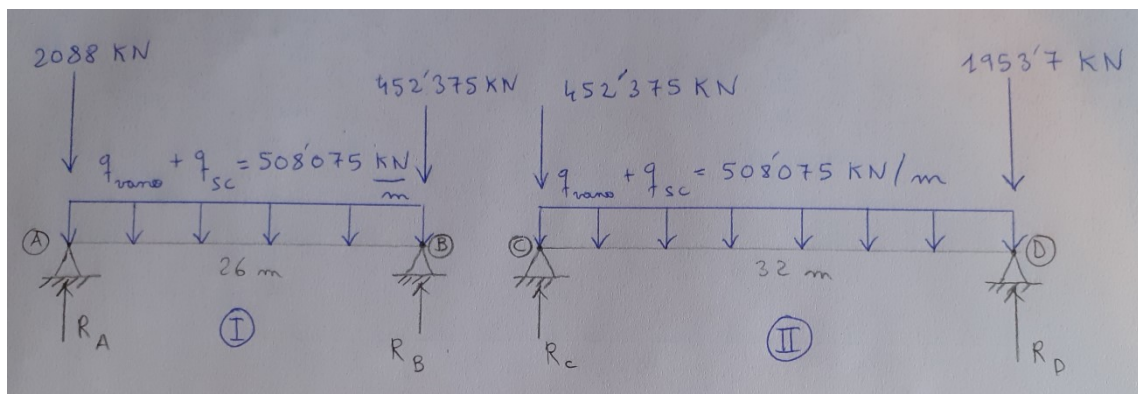 2088 KN
452'375 KN
452'375 KN
1953'7 KN
q vano + q sc = 508'075 KN/m
q vano + q sc = 508'075 KN/m
A
B
C
D
26 m
32 m
R A
I
R B
R C
II
R D